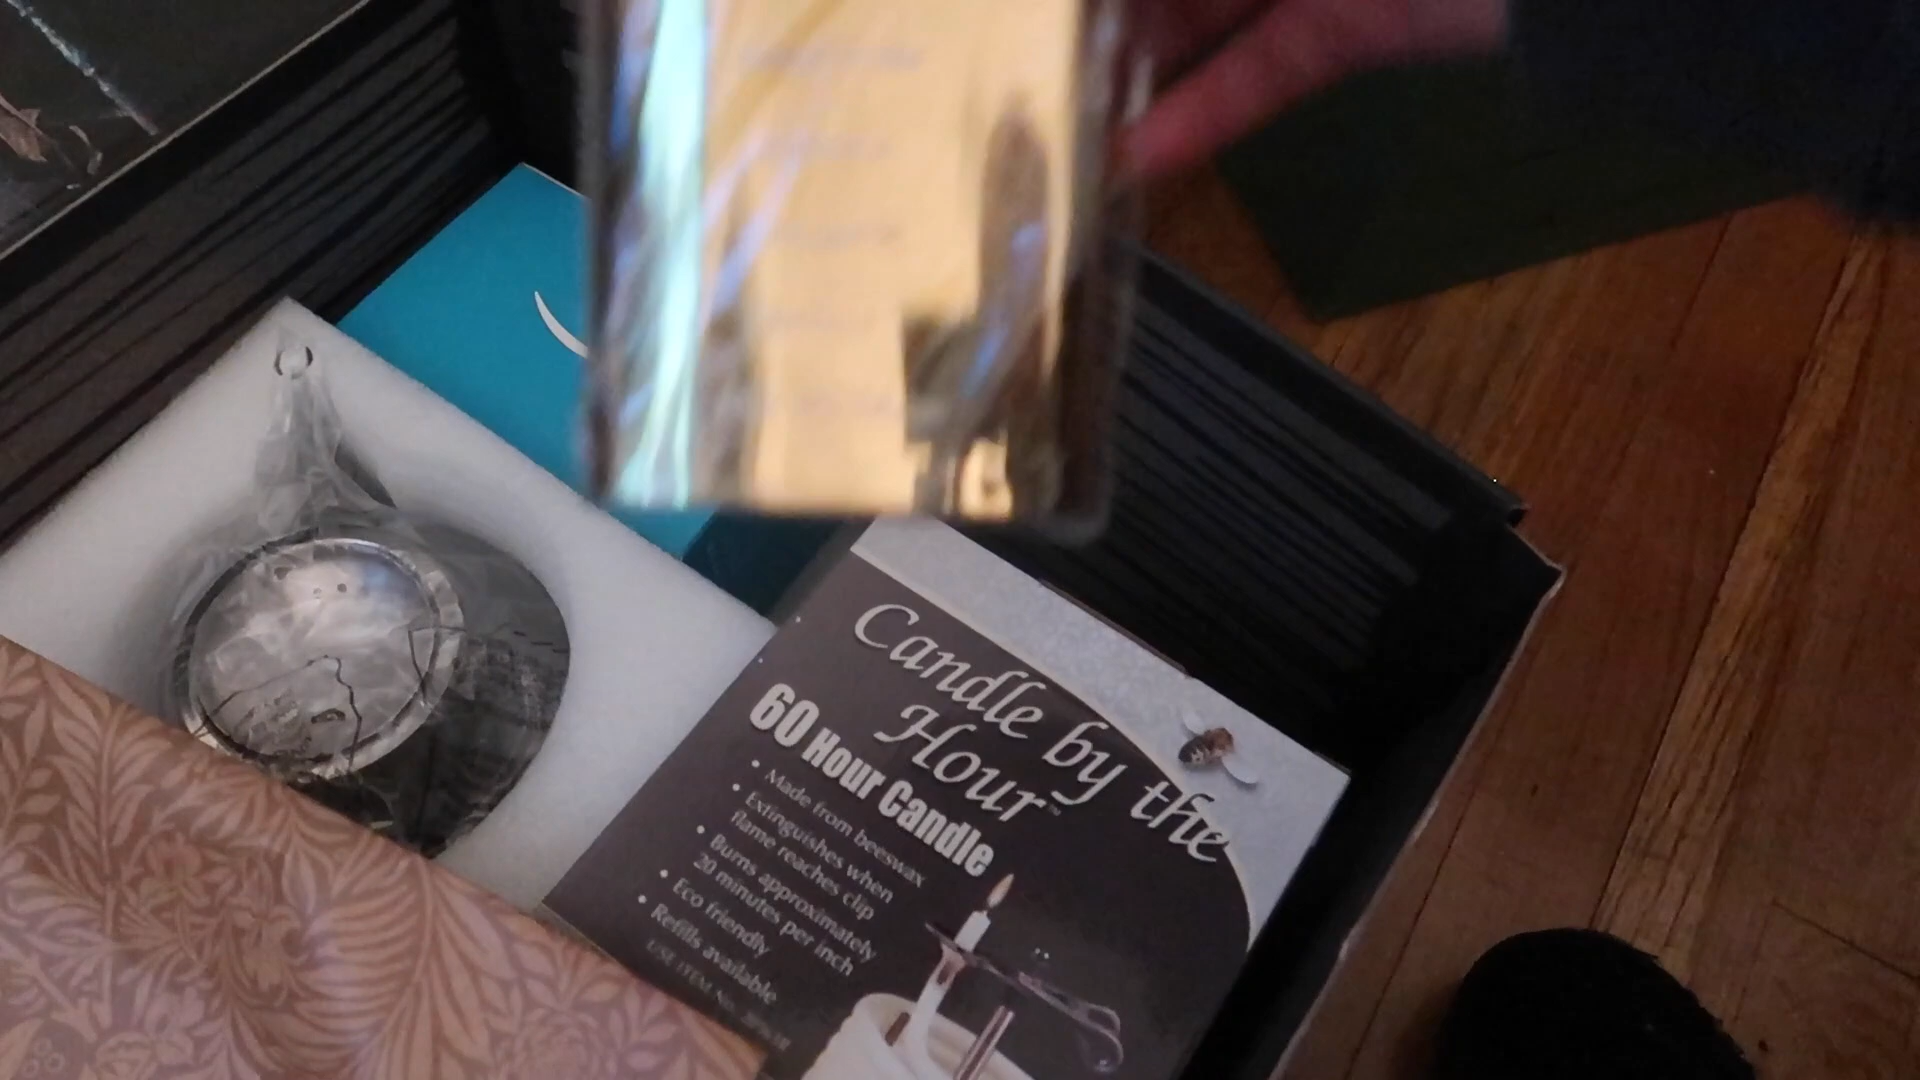 Candle by the
Hour™
60 Hour Candle
• Made from beeswax
• Extinguishes when
flame reaches clip
• Burns approximately
20 minutes per inch
• Eco friendly
• Refills available